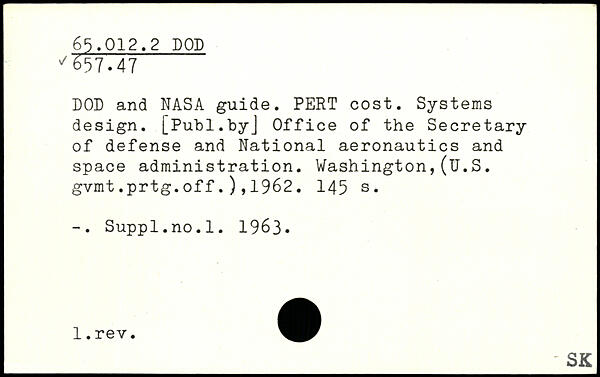 65.012.2 DOD
✓657.47
DOD and NASA guide. PERT cost. Systems
design. [Publ.by] Office of the Secretary
of defense and National aeronautics and
space administration. Washington,(U.S.
gvmt.prtg.off.),1962. 145 s.
-. Suppl.no.1. 1963.
1.rev.
SK